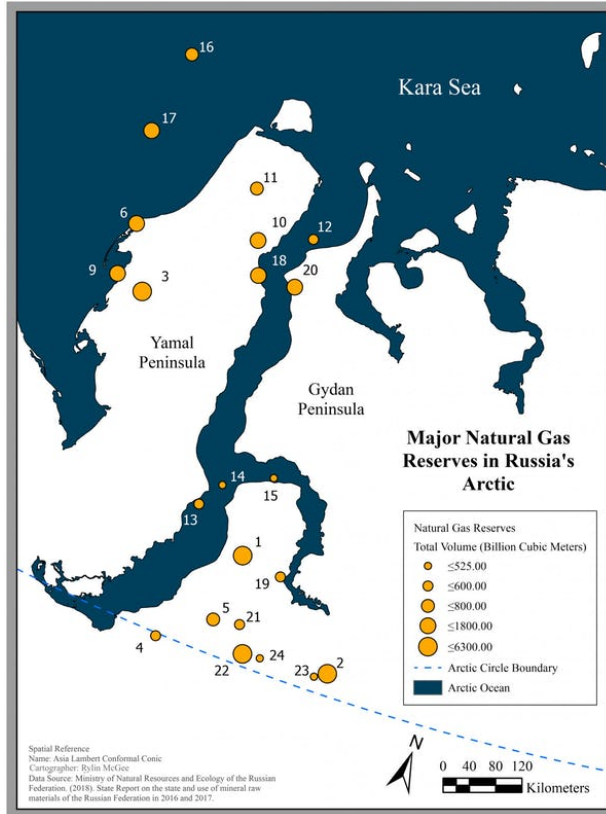 16
Kara Sea
17
11
6
10
12
18
20
9
3
Yamal
Peninsula
Gydan
Peninsula
Major Natural Gas
Reserves in Russia's
Arctic
14
15
13
1
19
5
21
4
22
24
23
2
Natural Gas Reserves
Total Volume (Billion Cubic Meters)
≤525.00
≤600.00
≤800.00
≤1800.00
≤6300.00
Arctic Circle Boundary
Arctic Ocean
Spatial Reference
Name: Asia Lambert Conformal Conic
Cartographer: Rylin McGee
Data Source: Ministry of Natural Resources and Ecology of the Russian
Federation. (2018). State Report on the state and use of mineral raw
materials of the Russian Federation in 2016 and 2017.
N
0 40 80 120
Kilometers